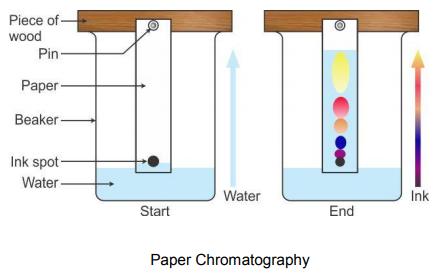 Piece of
wood
Pin
Paper
Beaker
Ink spot
Water
Water
Start
End
Ink
Paper Chromatography